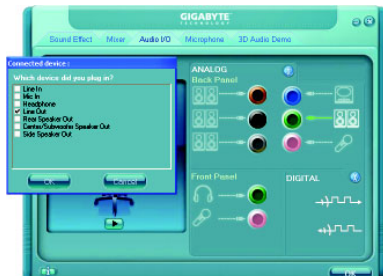 GIGABYTE
TECHNOLOGY
Sound Effect Mixer Audio I/O Microphone 3D Audio Demo
Connected device :
Which device did you plug in?
Line In
Mic In
Headphone
Line Out
Rear Speaker Out
Center/Subwoofer Speaker Out
Side Speaker Out
OK Cancel
ANALOG
Back Panel
Front Panel
DIGITAL
OK